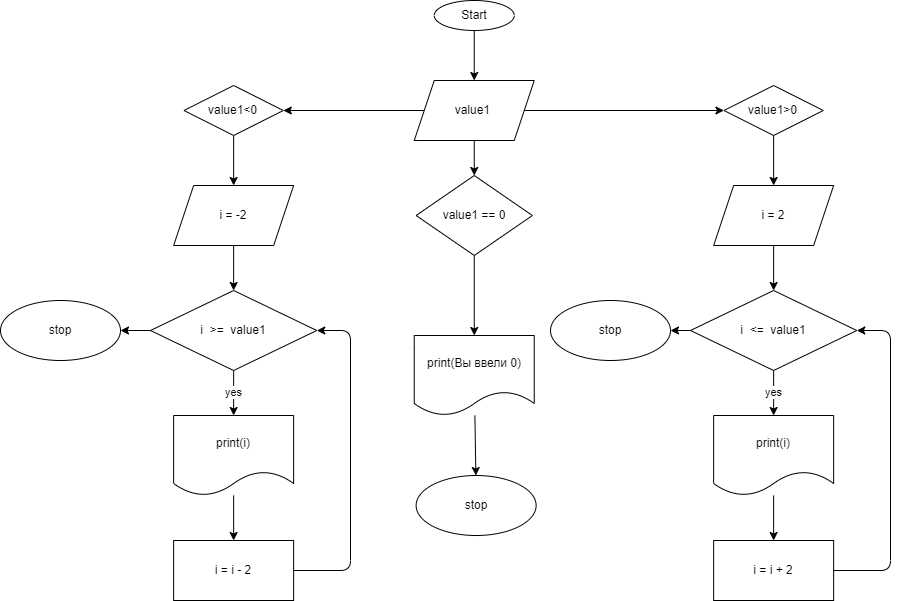 Start
value1<0
value1
value1>0
i = -2
value1 == 0
i = 2
stop
i >= value1
stop
i <= value1
print(Вы ввели 0)
yes
yes
print(i)
print(i)
stop
i = i - 2
i = i + 2